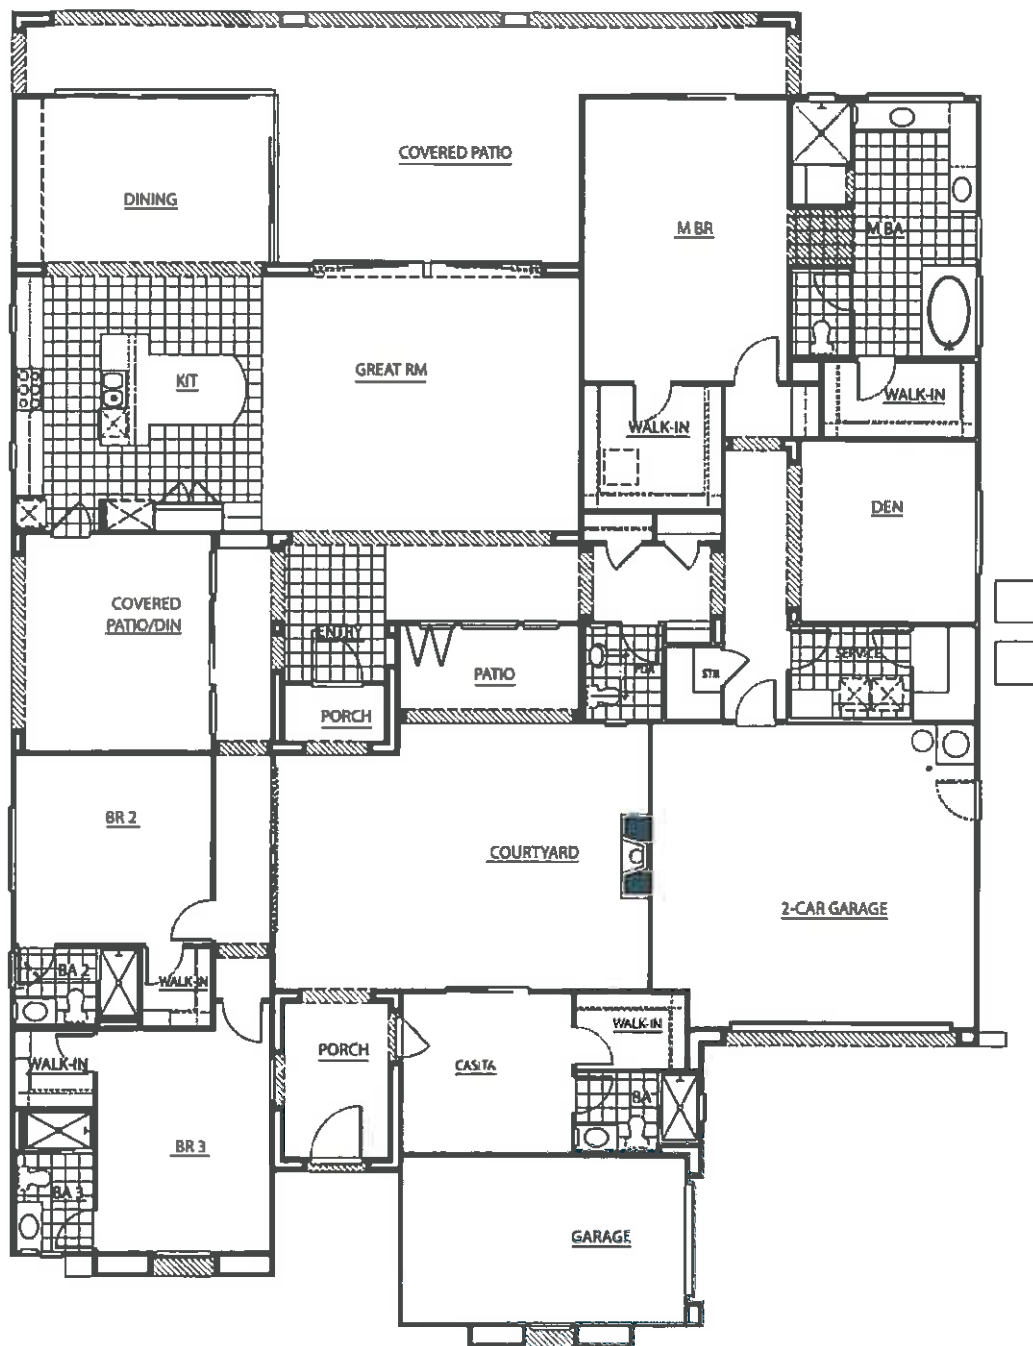 COVERED PATIO
DINING
M BR
M BA
KIT
GREAT RM
WALK-IN
WALK-IN
DEN
COVERED
PATIO/DIN
ENTRY
PATIO
PDR
STR
SERVICE
PORCH
BR 2
COURTYARD
2-CAR GARAGE
BA 2
WALK-IN
WALK-IN
PORCH
CASITA
WALK-IN
BA
BR 3
BA 3
GARAGE